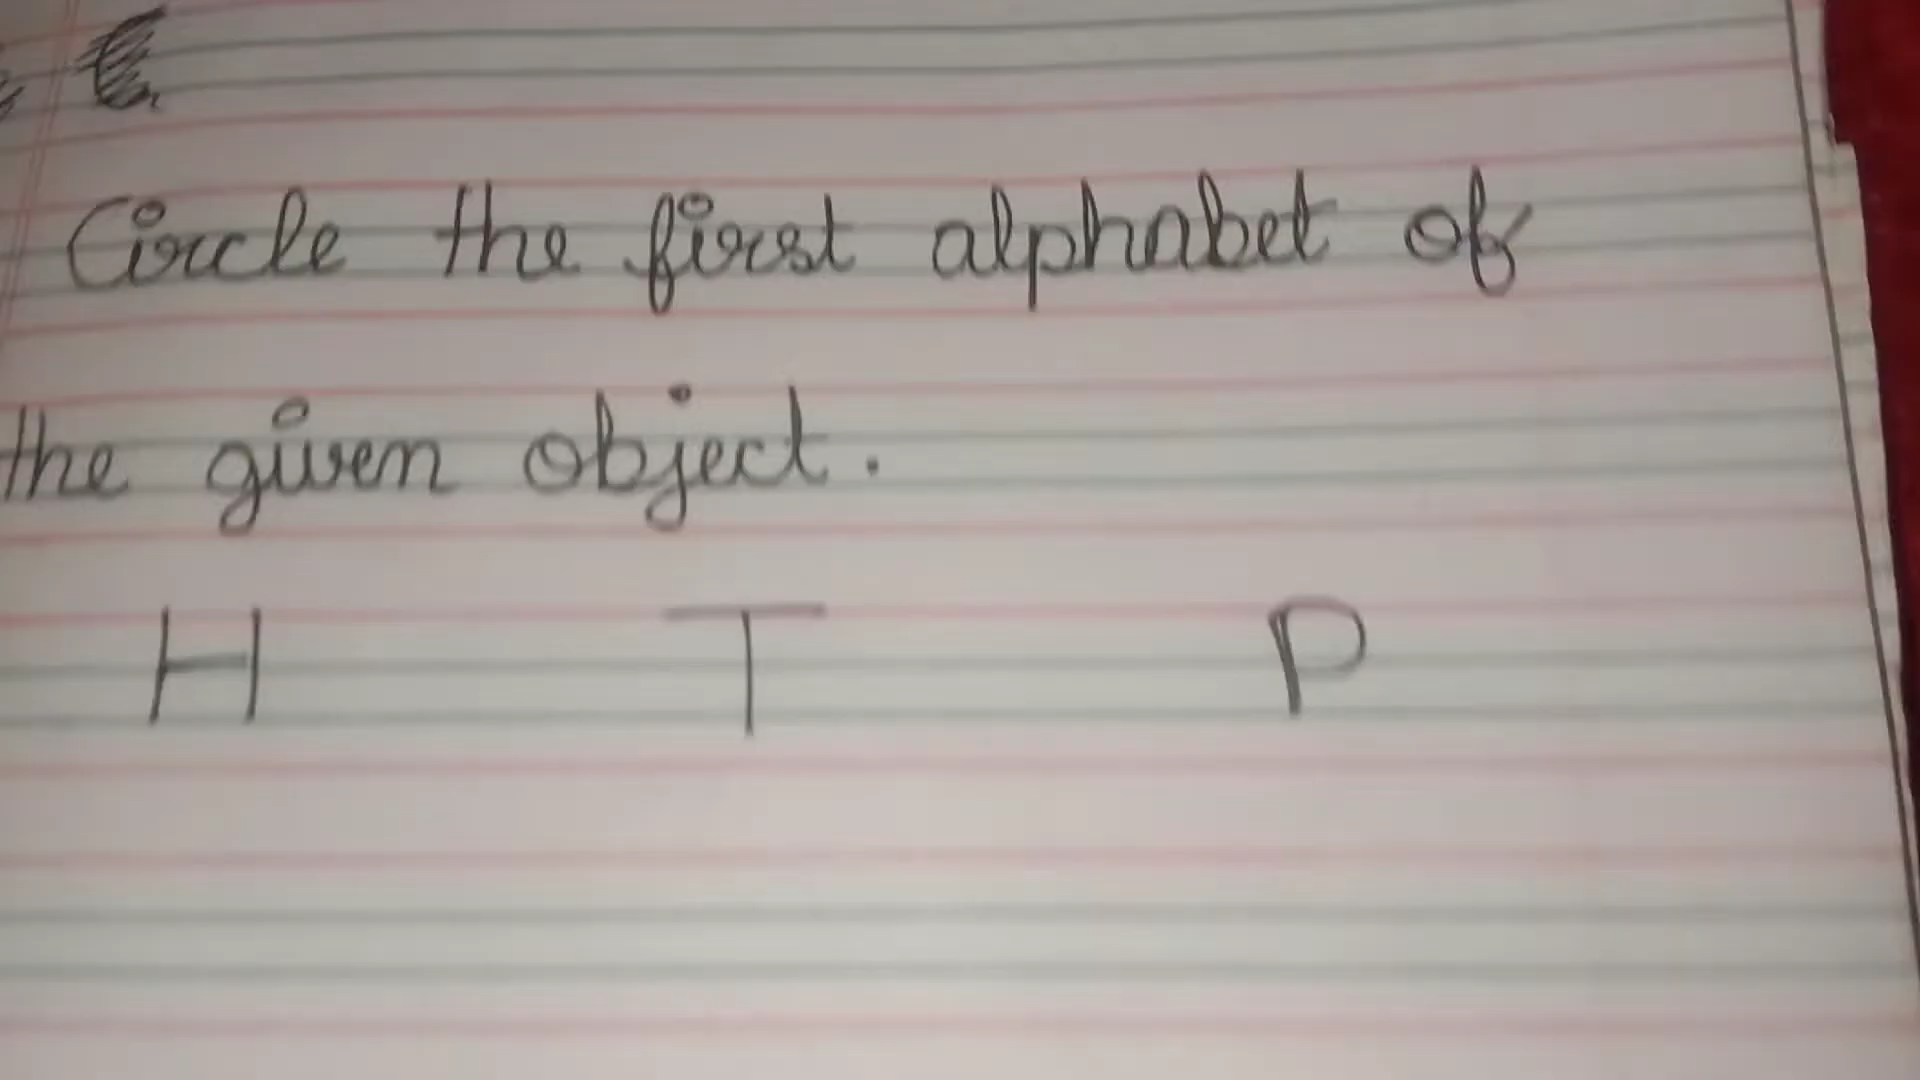 Circle the first alphabet of
the given object.
H T P